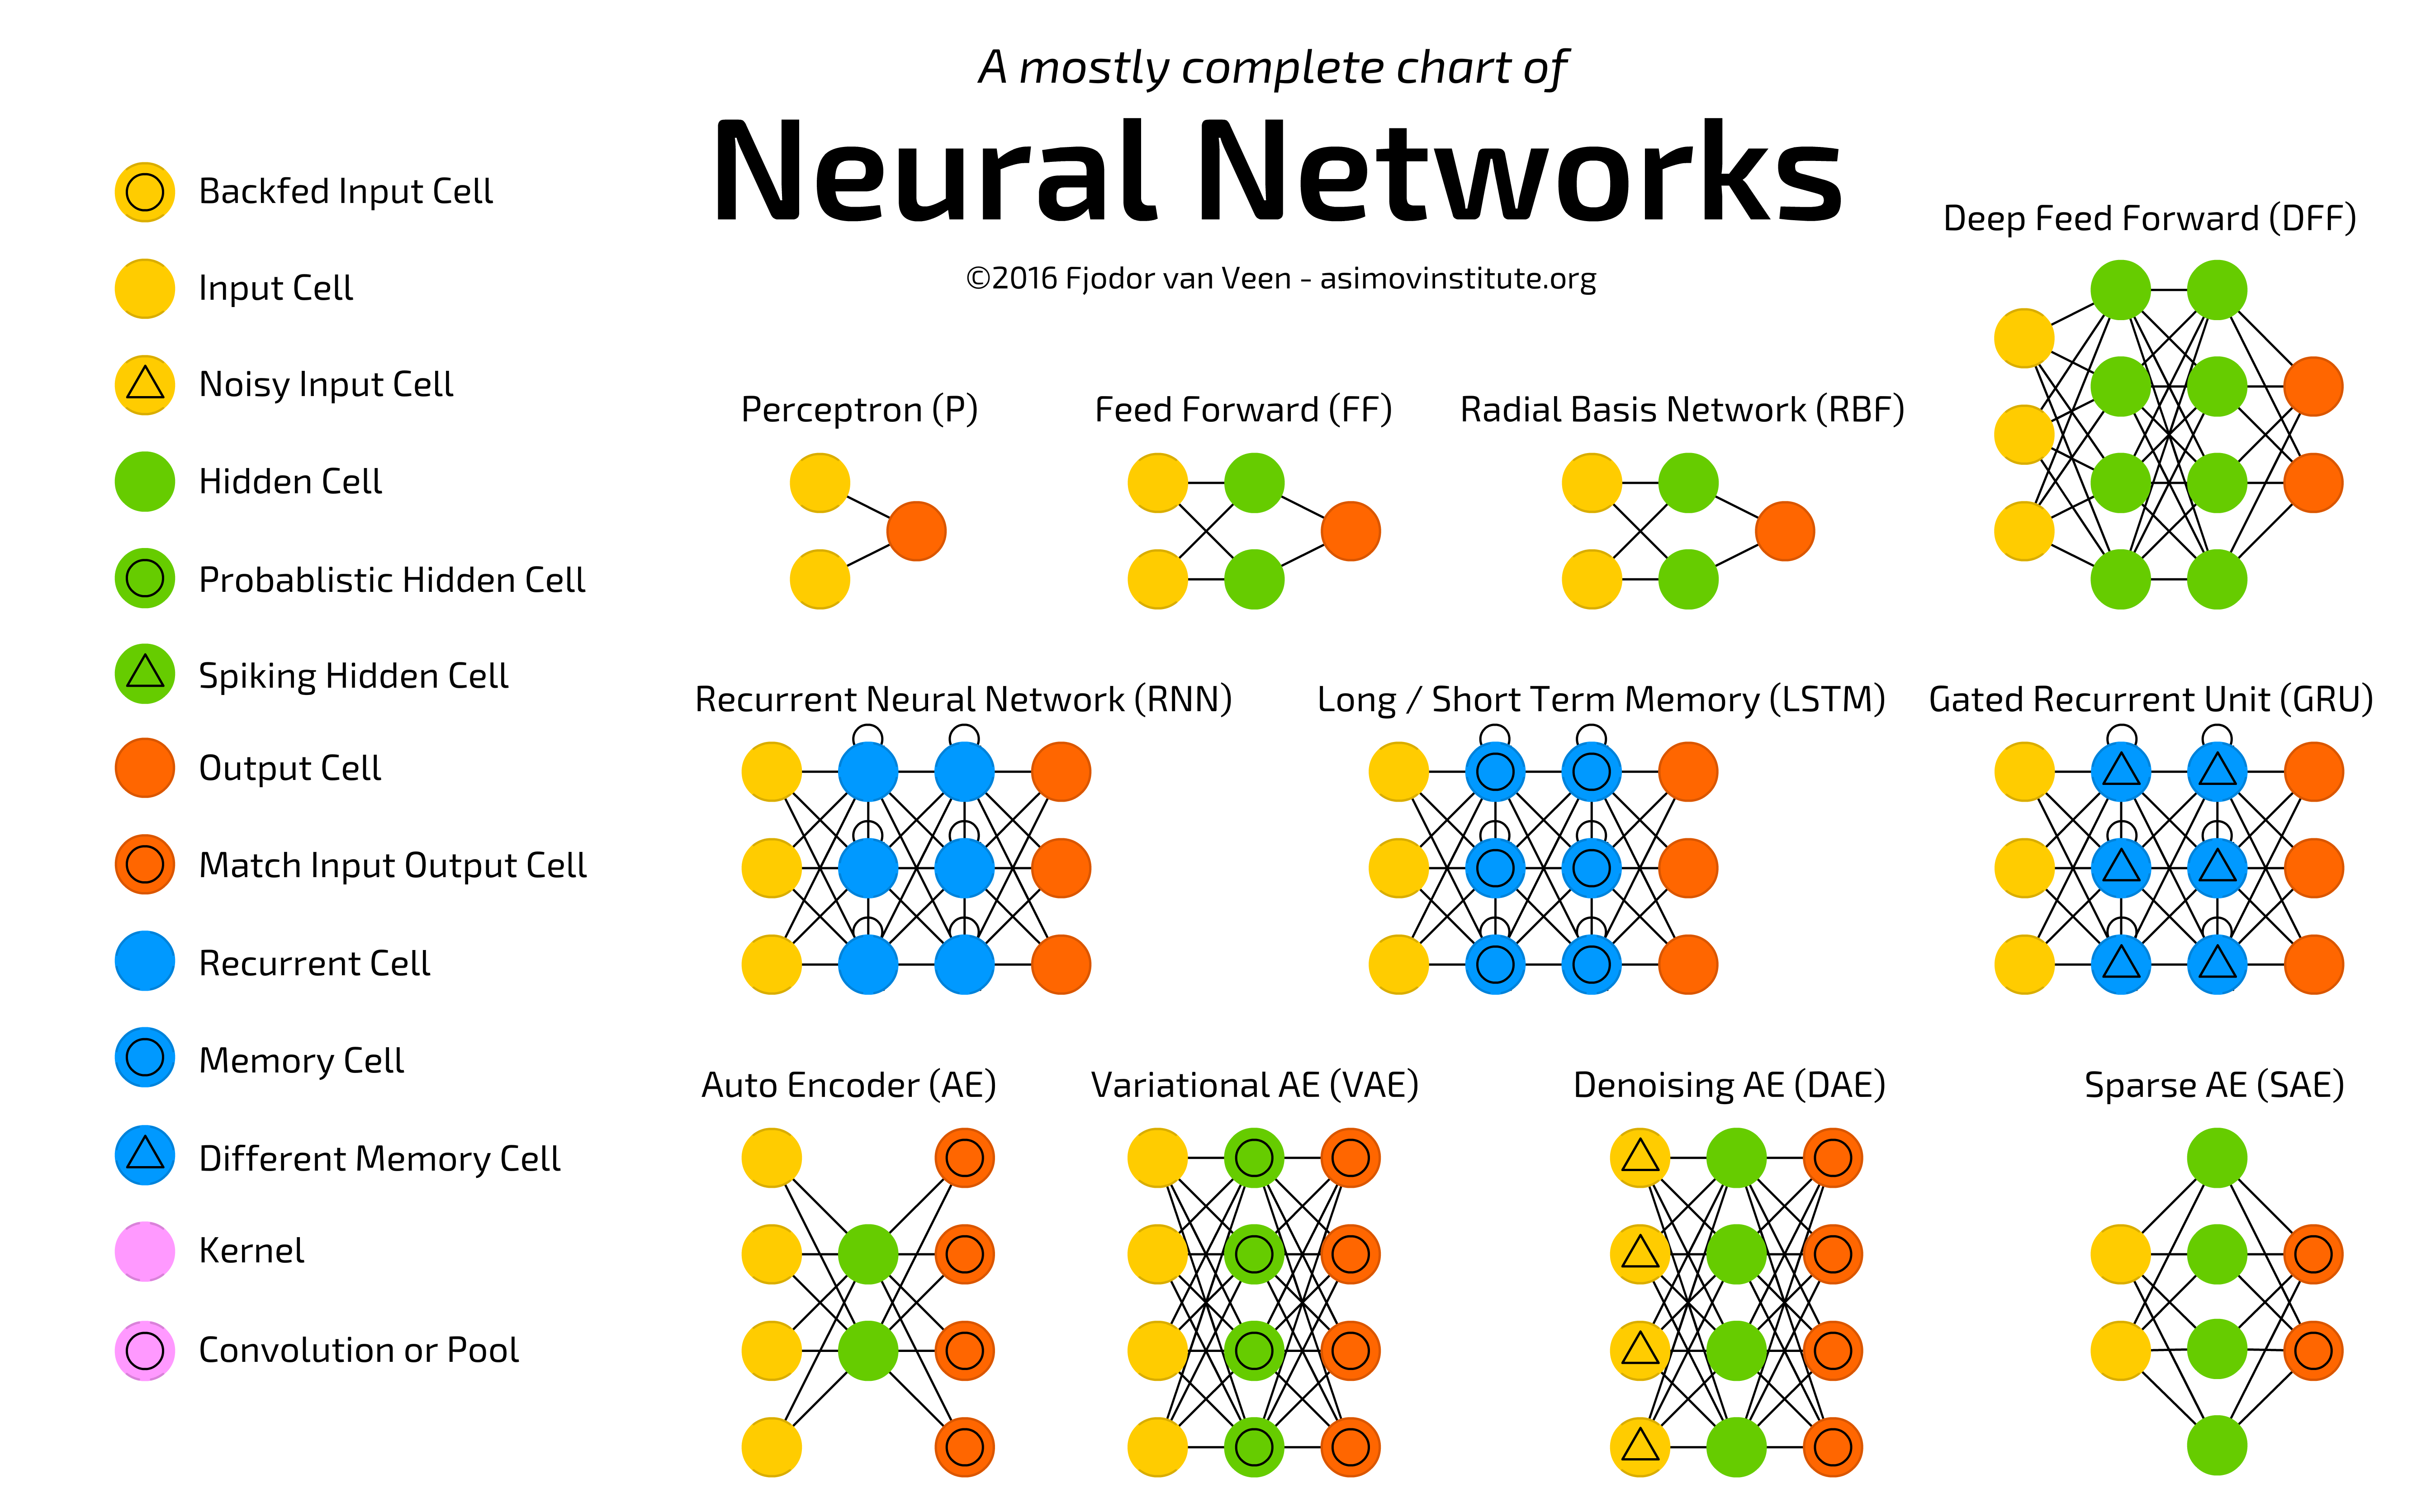 A mostly complete chart of
Neural Networks
©2016 Fjodor van Veen - asimovinstitute.org
Backfed Input Cell
Input Cell
Noisy Input Cell
Hidden Cell
Probablistic Hidden Cell
Spiking Hidden Cell
Output Cell
Match Input Output Cell
Recurrent Cell
Memory Cell
Different Memory Cell
Kernel
Convolution or Pool
Deep Feed Forward (DFF)
Perceptron (P)
Feed Forward (FF)
Radial Basis Network (RBF)
Recurrent Neural Network (RNN)
Long / Short Term Memory (LSTM)
Gated Recurrent Unit (GRU)
Auto Encoder (AE)
Variational AE (VAE)
Denoising AE (DAE)
Sparse AE (SAE)